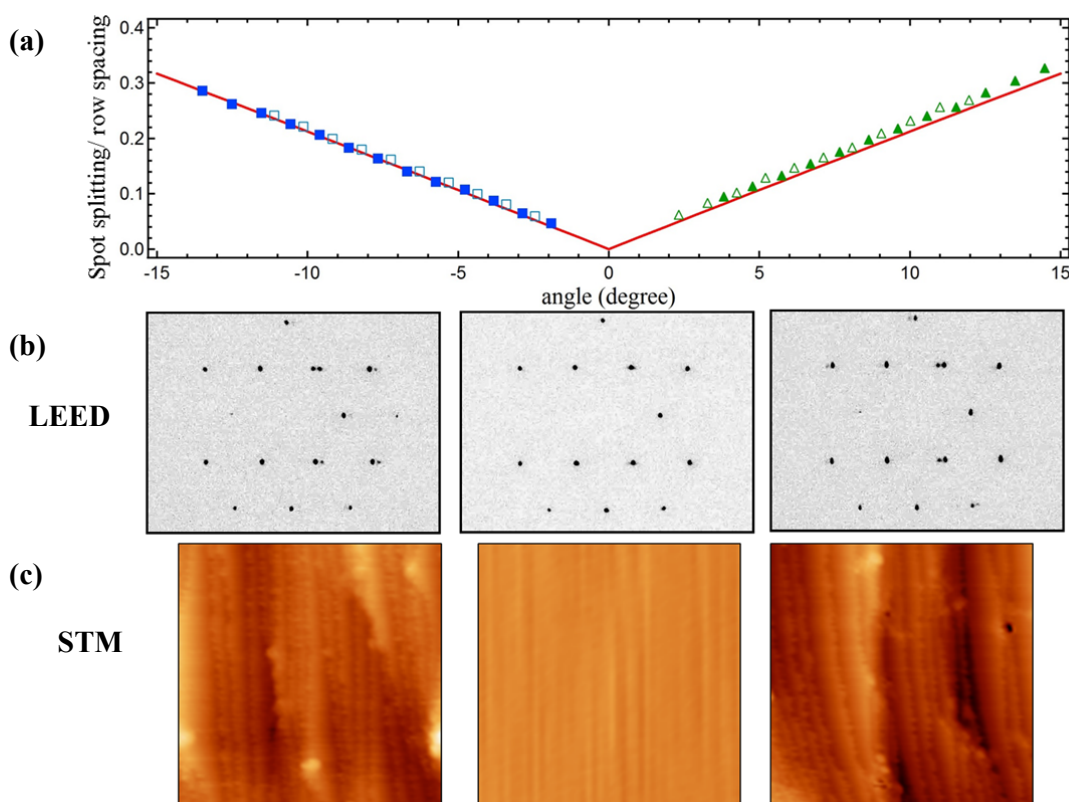 (a)
Spot splitting/ row spacing
0.4
0.3
0.2
0.1
0.0
-15 -10 -5 0 5 10 15
angle (degree)
(b)
LEED
(c)
STM